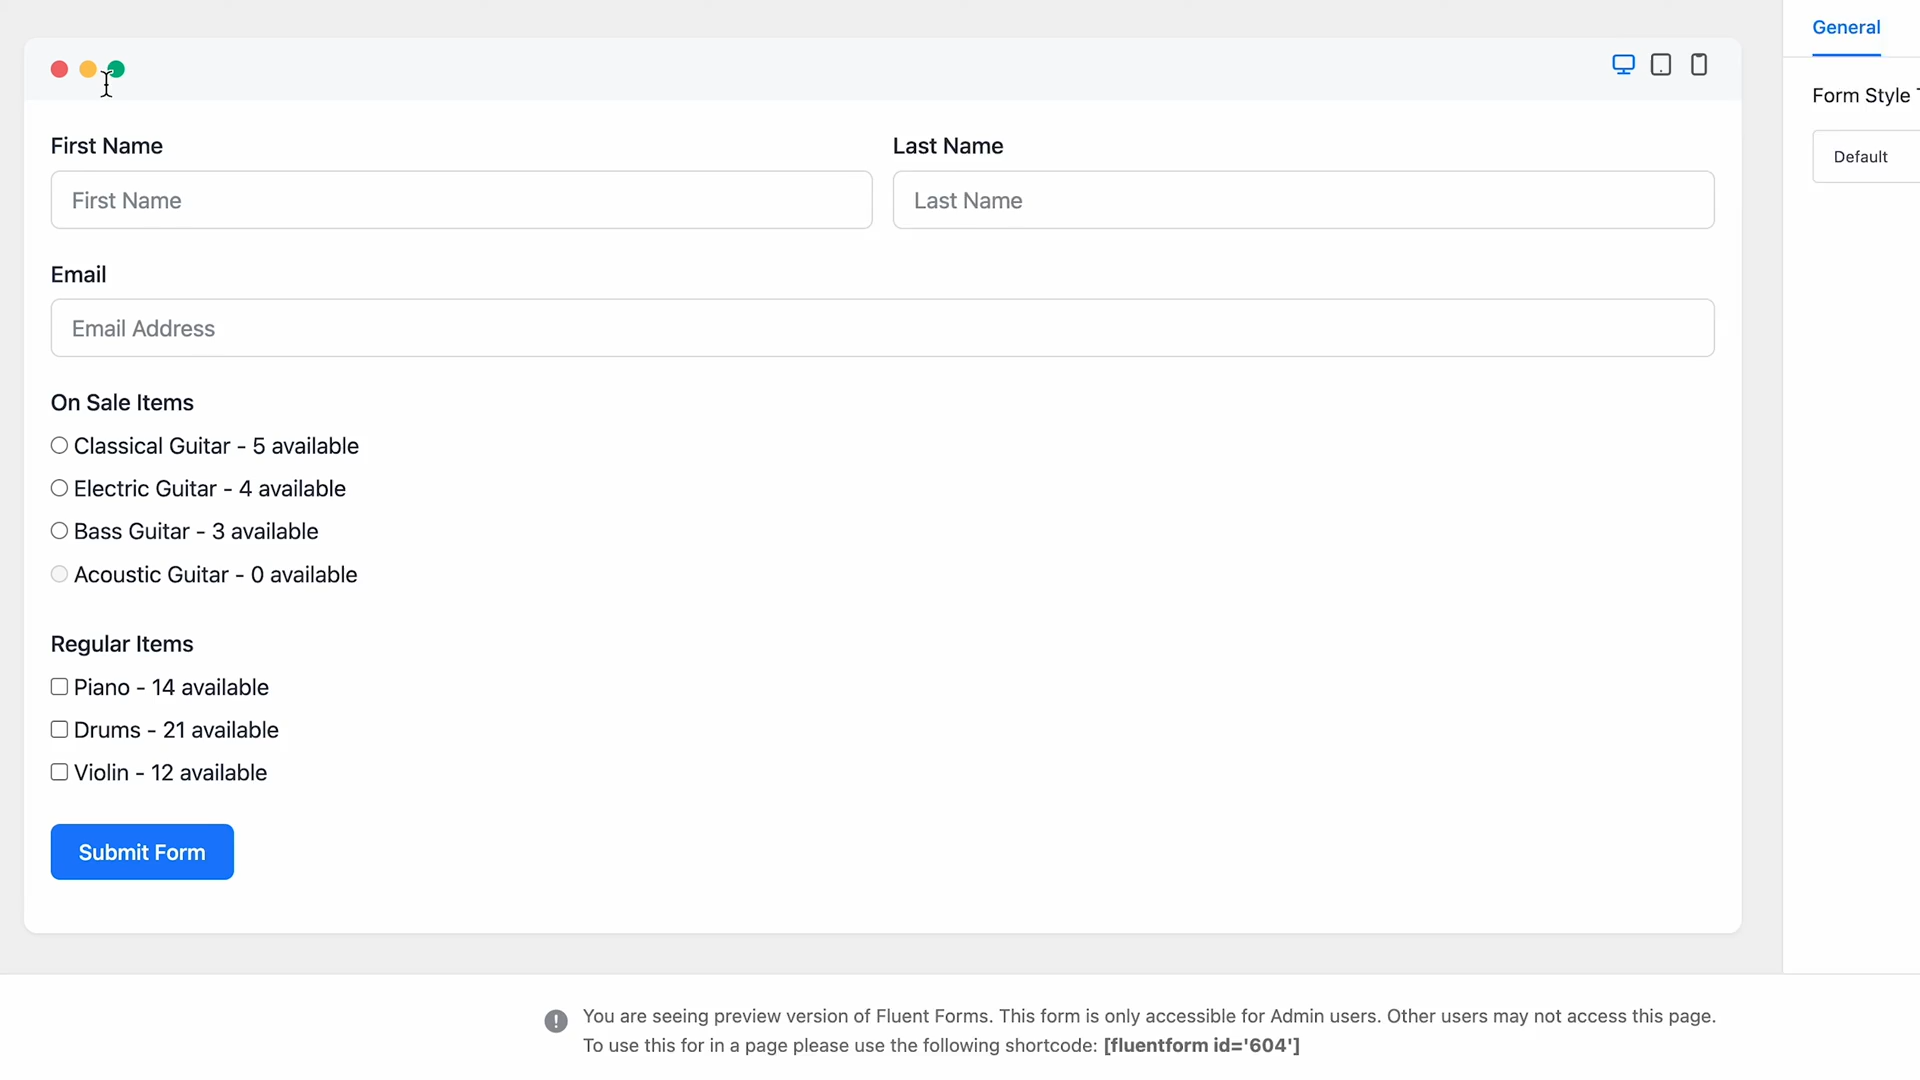 General
Form Style
Default
First Name
Last Name
First Name
Last Name
Email
Email Address
On Sale Items
Classical Guitar - 5 available
Electric Guitar - 4 available
Bass Guitar - 3 available
Acoustic Guitar - 0 available
Regular Items
Piano - 14 available
Drums - 21 available
Violin - 12 available
Submit Form
You are seeing preview version of Fluent Forms. This form is only accessible for Admin users. Other users may not access this page.
To use this for in a page please use the following shortcode: [fluentform id='604']